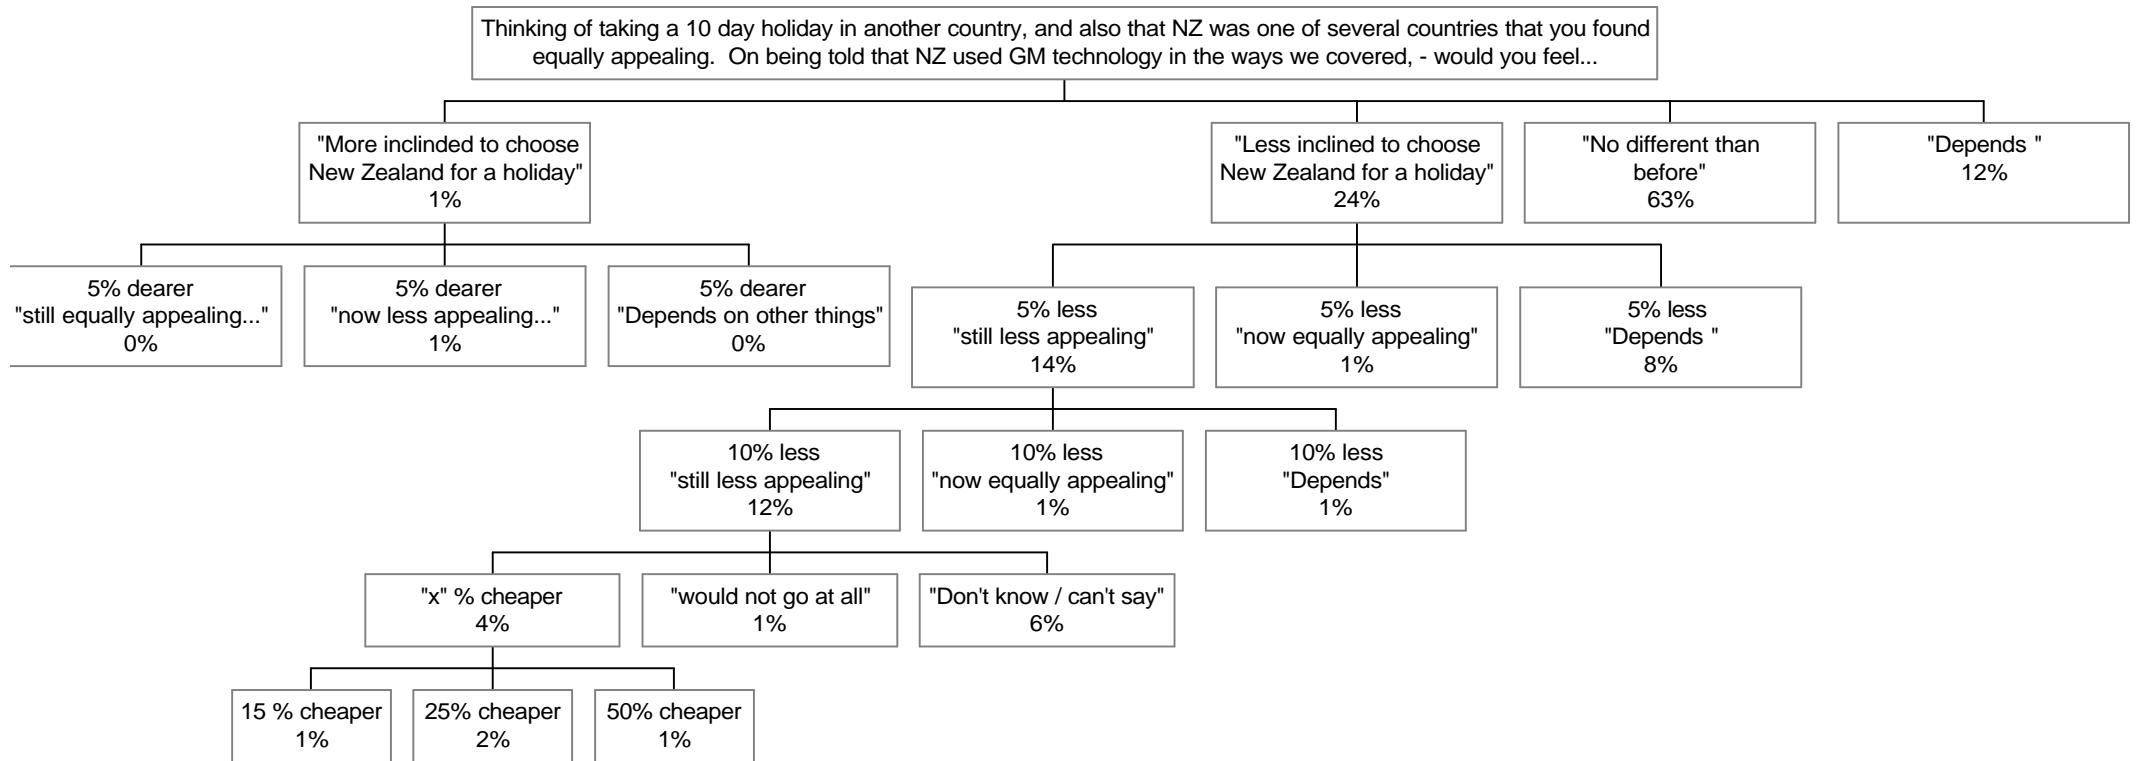 Thinking of taking a 10 day holiday in another country, and also that NZ was one of several countries that you found
equally appealing.  On being told that NZ used GM technology in the ways we covered, - would you feel...
"More inclinded to choose
New Zealand for a holiday"
1%
"Less inclined to choose
New Zealand for a holiday"
24%
"No different than
before"
63%
"Depends "
12%
5% dearer
"still equally appealing..."
0%
5% dearer
"now less appealing..."
1%
5% dearer
"Depends on other things"
0%
5% less
"still less appealing"
14%
5% less
"now equally appealing"
1%
5% less
"Depends "
8%
10% less
"still less appealing"
12%
10% less
"now equally appealing"
1%
10% less
"Depends"
1%
"x" % cheaper
4%
"would not go at all"
1%
"Don't know / can't say"
6%
15 % cheaper
1%
25% cheaper
2%
50% cheaper
1%